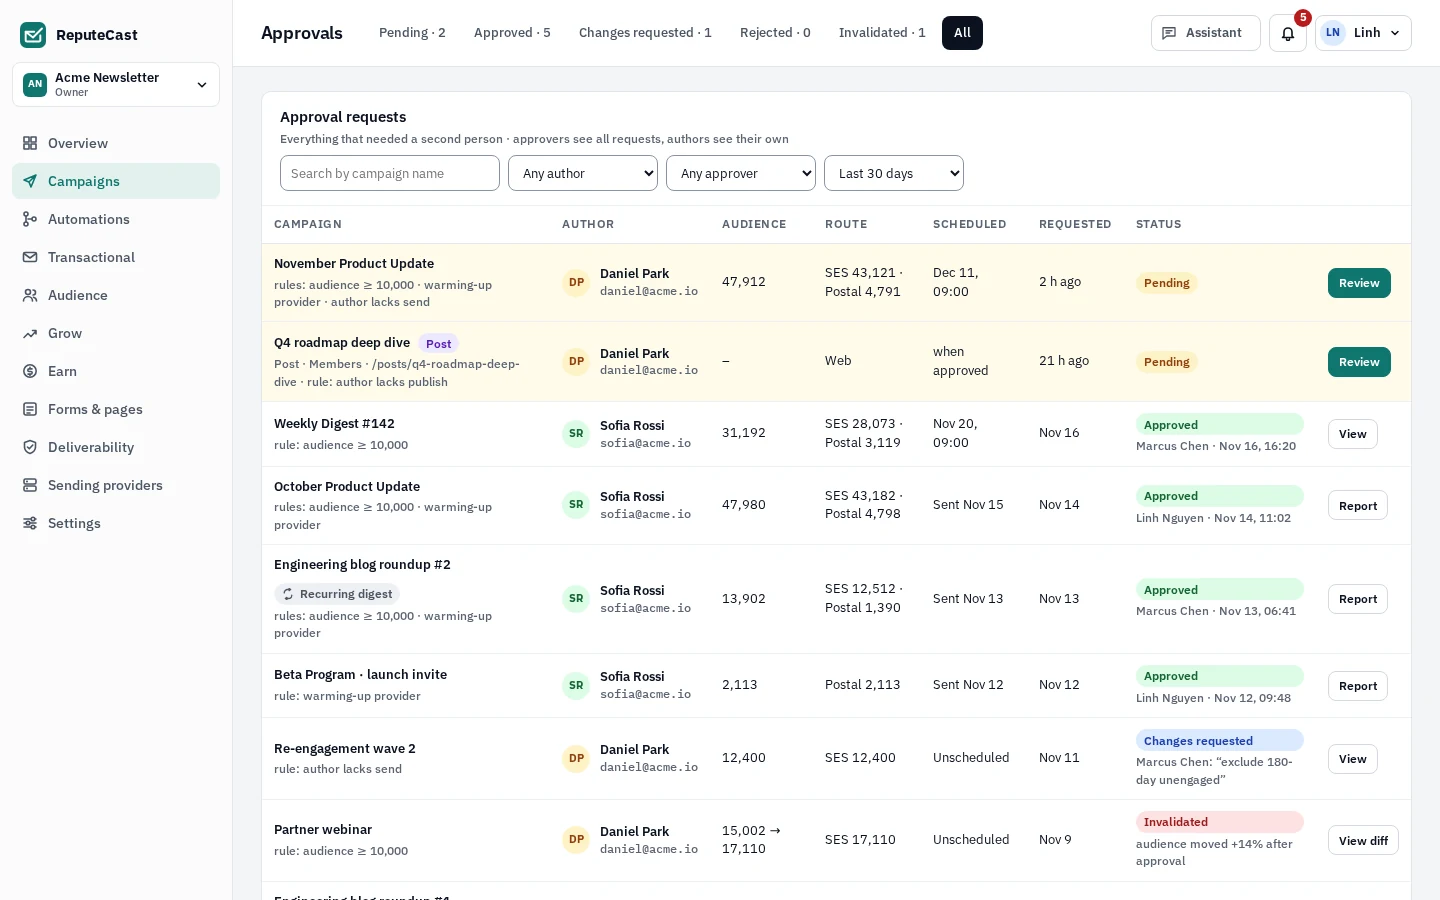 ReputeCast
AN
Acme Newsletter
Owner
Overview
Campaigns
Automations
Transactional
Audience
Grow
Earn
Forms & pages
Deliverability
Sending providers
Settings
Approvals
Pending · 2
Approved · 5
Changes requested · 1
Rejected · 0
Invalidated · 1
All
Assistant
5
LN
Linh
Approval requests
Everything that needed a second person · approvers see all requests, authors see their own
Search by campaign name
Any author
Any approver
Last 30 days
CAMPAIGN
AUTHOR
AUDIENCE
ROUTE
SCHEDULED
REQUESTED
STATUS
November Product Update
rules: audience ≥ 10,000 · warming-up
provider · author lacks send
DP
Daniel Park
daniel@acme.io
47,912
SES 43,121 ·
Postal 4,791
Dec 11,
09:00
2 h ago
Pending
Review
Q4 roadmap deep dive
Post
Post · Members · /posts/q4-roadmap-deep-
dive · rule: author lacks publish
DP
Daniel Park
daniel@acme.io
–
Web
when
approved
21 h ago
Pending
Review
Weekly Digest #142
rule: audience ≥ 10,000
SR
Sofia Rossi
sofia@acme.io
31,192
SES 28,073 ·
Postal 3,119
Nov 20,
09:00
Nov 16
Approved
Marcus Chen · Nov 16, 16:20
View
October Product Update
rules: audience ≥ 10,000 · warming-up
provider
SR
Sofia Rossi
sofia@acme.io
47,980
SES 43,182 ·
Postal 4,798
Sent Nov 15
Nov 14
Approved
Linh Nguyen · Nov 14, 11:02
Report
Engineering blog roundup #2
Recurring digest
rules: audience ≥ 10,000 · warming-up
provider
SR
Sofia Rossi
sofia@acme.io
13,902
SES 12,512 ·
Postal 1,390
Sent Nov 13
Nov 13
Approved
Marcus Chen · Nov 13, 06:41
Report
Beta Program · launch invite
rule: warming-up provider
SR
Sofia Rossi
sofia@acme.io
2,113
Postal 2,113
Sent Nov 12
Nov 12
Approved
Linh Nguyen · Nov 12, 09:48
Report
Re-engagement wave 2
rule: author lacks send
DP
Daniel Park
daniel@acme.io
12,400
SES 12,400
Unscheduled
Nov 11
Changes requested
Marcus Chen: “exclude 180-
day unengaged”
View
Partner webinar
rule: audience ≥ 10,000
DP
Daniel Park
daniel@acme.io
15,002 →
17,110
SES 17,110
Unscheduled
Nov 9
Invalidated
audience moved +14% after
approval
View diff
Engineering blog roundup #1